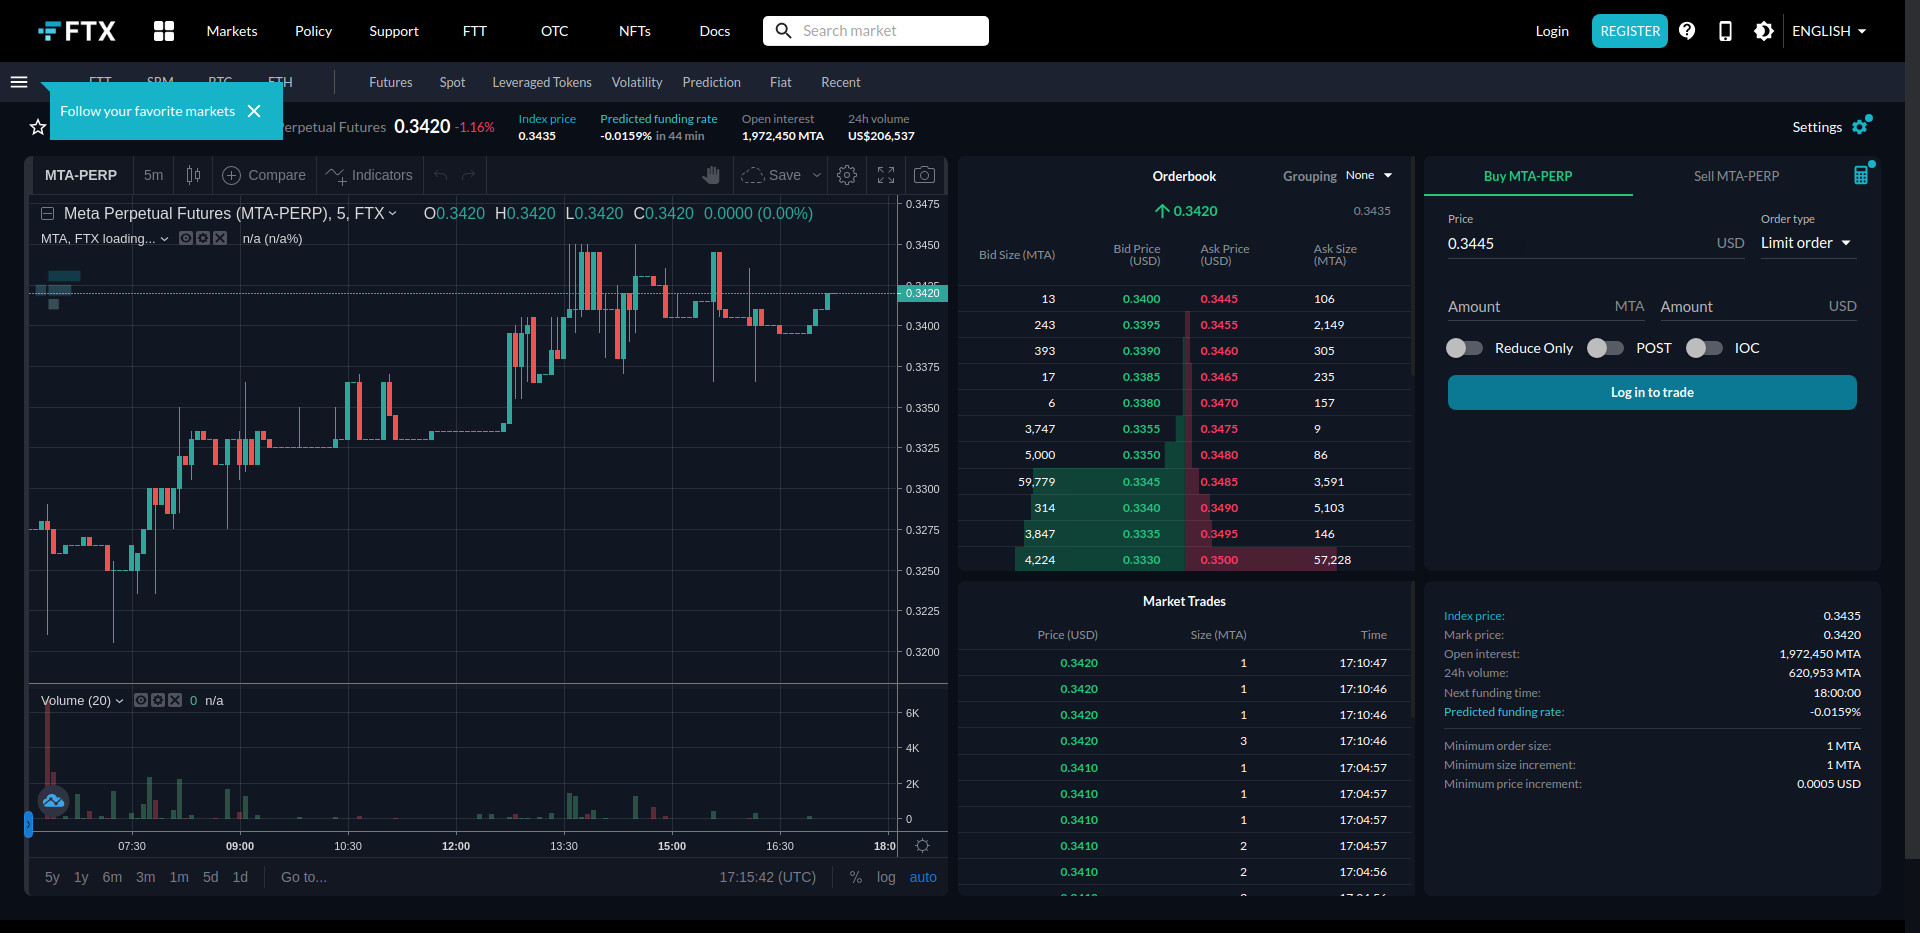 FTX Markets Policy Support FTT OTC NFTs Docs Search market Login REGISTER ENGLISH
Futures Spot Leveraged Tokens Volatility Prediction Fiat Recent
Follow your favorite markets
Perpetual Futures 0.3420 -1.16%
Index price
0.3435
Predicted funding rate
-0.0159% in 44 min
Open interest
1,972,450 MTA
24h volume
US$206,537
Settings
MTA-PERP 5m Compare Indicators Save
Meta Perpetual Futures (MTA-PERP), 5, FTX O0.3420 H0.3420 L0.3420 C0.3420 0.0000 (0.00%)
MTA, FTX loading... n/a (n/a%)
0.3475
0.3450
0.3420
0.3400
0.3375
0.3350
0.3325
0.3300
0.3275
0.3250
0.3225
0.3200
Volume (20) 0 n/a
6K
4K
2K
0
07:30 09:00 10:30 12:00 13:30 15:00 16:30 18:0
5y 1y 6m 3m 1m 5d 1d Go to... 17:15:42 (UTC) % log auto
Orderbook Grouping None
0.3420 0.3435
Bid Size (MTA) Bid Price (USD) Ask Price (USD) Ask Size (MTA)
13 0.3400 0.3445 106
243 0.3395 0.3455 2,149
393 0.3390 0.3460 305
17 0.3385 0.3465 235
6 0.3380 0.3470 157
3,747 0.3355 0.3475 9
5,000 0.3350 0.3480 86
59,779 0.3345 0.3485 3,591
314 0.3340 0.3490 5,103
3,847 0.3335 0.3495 146
4,224 0.3330 0.3500 57,228
Market Trades
Price (USD) Size (MTA) Time
0.3420 1 17:10:47
0.3420 1 17:10:46
0.3420 1 17:10:46
0.3420 3 17:10:46
0.3410 1 17:04:57
0.3410 1 17:04:57
0.3410 1 17:04:57
0.3410 2 17:04:57
0.3410 2 17:04:56
Buy MTA-PERP Sell MTA-PERP
Price Order type
0.3445 USD Limit order
Amount MTA Amount USD
Reduce Only POST IOC
Log in to trade
Index price: 0.3435
Mark price: 0.3420
Open interest: 1,972,450 MTA
24h volume: 620,953 MTA
Next funding time: 18:00:00
Predicted funding rate: -0.0159%
Minimum order size: 1 MTA
Minimum size increment: 1 MTA
Minimum price increment: 0.0005 USD